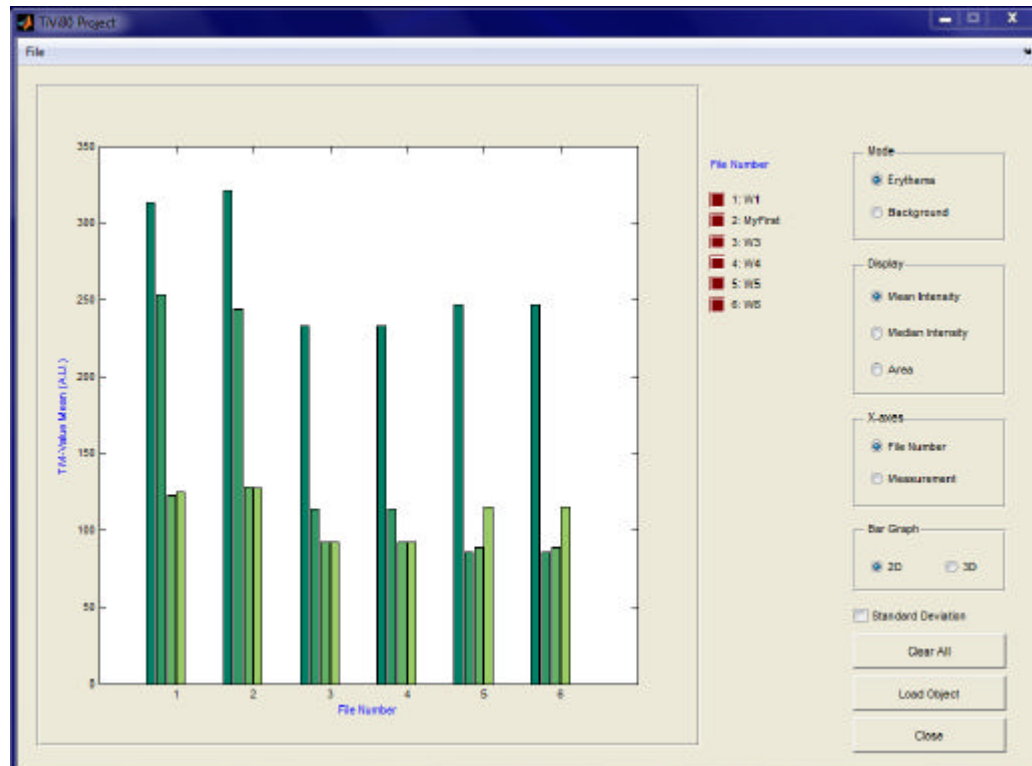 TiVi80 Project
File
350
300
250
200
150
100
50
0
TiVi-Value Mean (A.U.)
1 2 3 4 5 6
File Number
File Number
1: W1
2: MyFirst
3: W3
4: W4
5: W5
6: W6
Mode
Erythema
Background
Display
Mean Intensity
Median Intensity
Area
X-axes
File Number
Measurement
Bar Graph
2D 3D
Standard Deviation
Clear All
Load Object
Close